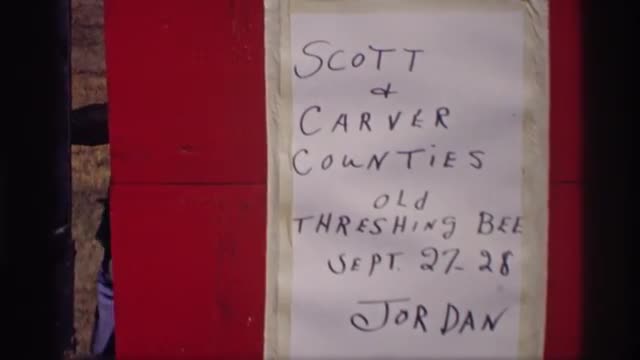 SCOTT
&
CARVER
COUNTIES
OLD
THRESHING BEE
SEPT. 27-28
JORDAN